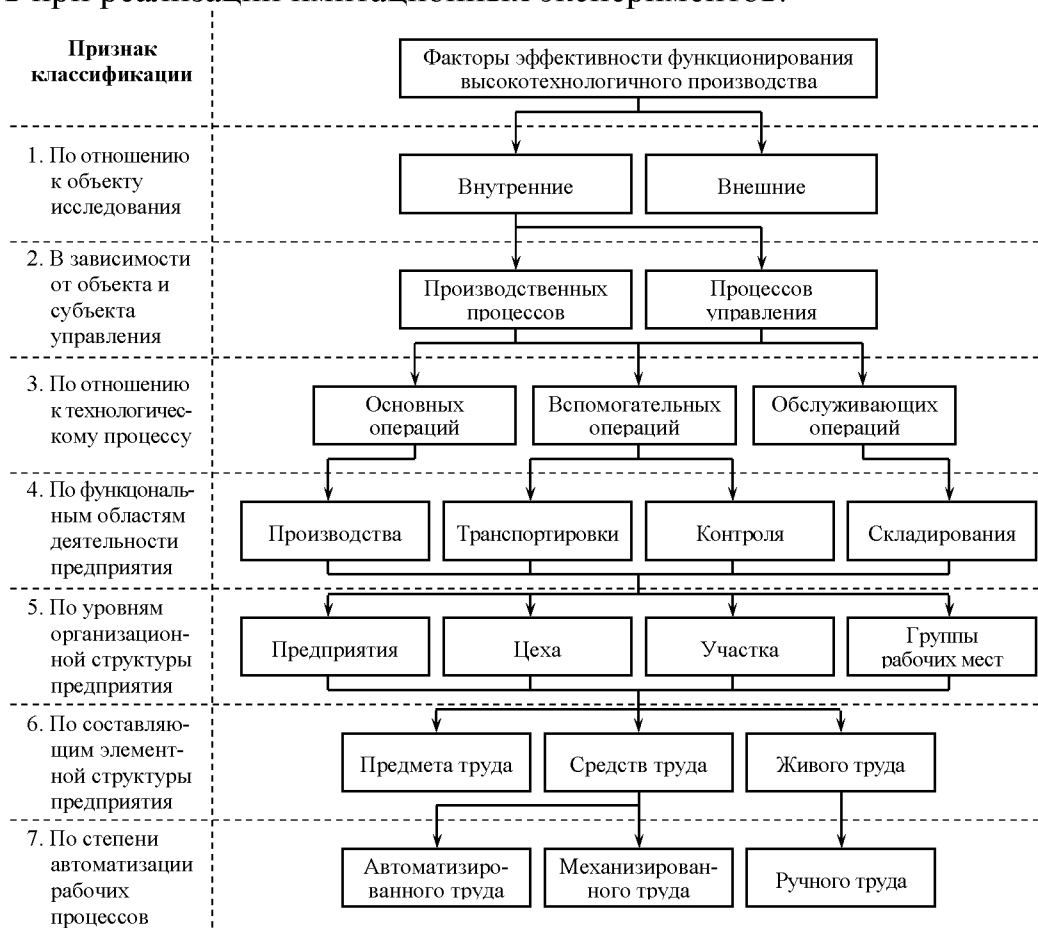 при реализации имитационных экспериментов.
Признак
классификации
Факторы эффективности функционирования
высокотехнологичного производства
1. По отношению
к объекту
исследования
Внутренние
Внешние
2. В зависимости
от объекта и
субъекта
управления
Производственных
процессов
Процессов
управления
3. По отношению
к технологичес-
кому процессу
Основных
операций
Вспомогательных
операций
Обслуживающих
операций
4. По функцональ-
ным областям
деятельности
предприятия
Производства
Транспортировки
Контроля
Складирования
5. По уровням
организацион-
ной структуры
предприятия
Предприятия
Цеха
Участка
Группы
рабочих мест
6. По составляю-
щим элемент-
ной структуры
предприятия
Предмета труда
Средств труда
Живого труда
7. По степени
автоматизации
рабочих
процессов
Автоматизиро-
ванного труда
Механизирован-
ного труда
Ручного труда